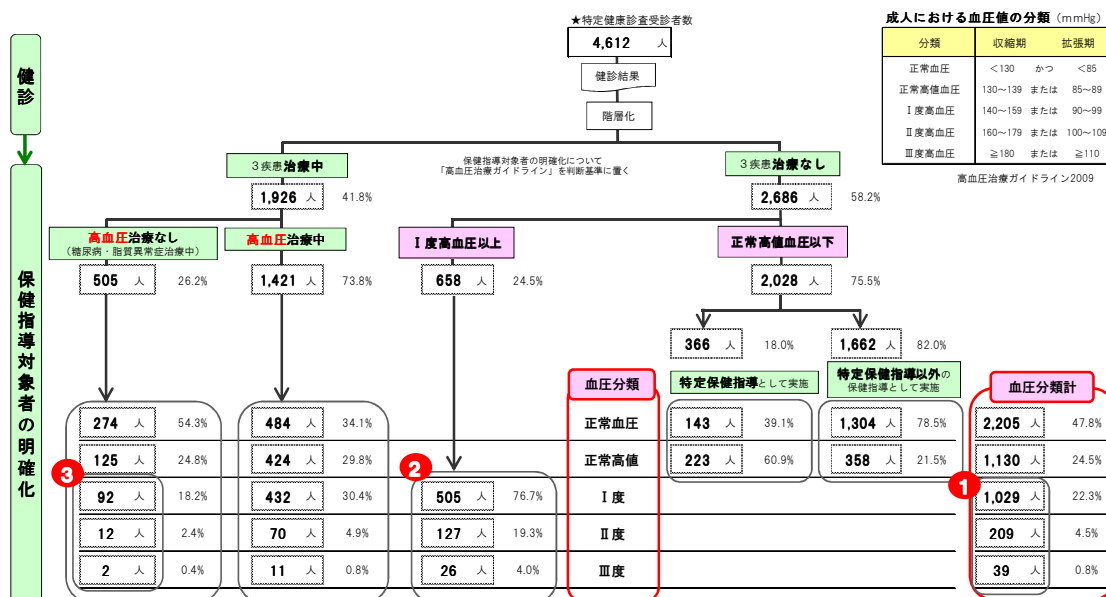 ★特定健康診査受診者数
4,612 人
健診結果
階層化
成人における血圧値の分類 (mmHg)
分類 収縮期 拡張期
正常血圧 <130 かつ <85
正常高値血圧 130~139 または 85~89
Ⅰ度高血圧 140~159 または 90~99
Ⅱ度高血圧 160~179 または 100~109
Ⅲ度高血圧 ≧180 または ≧110
高血圧治療ガイドライン2009
健診
保健指導対象者の明確化
保健指導対象者の明確化について
「高血圧治療ガイドライン」を判断基準に置く
3疾患治療中
1,926 人 41.8%
3疾患治療なし
2,686 人 58.2%
高血圧治療なし
(糖尿病・脂質異常症治療中)
505 人 26.2%
高血圧治療中
1,421 人 73.8%
Ⅰ度高血圧以上
658 人 24.5%
正常高値血圧以下
2,028 人 75.5%
366 人 18.0%
1,662 人 82.0%
血圧分類
特定保健指導として実施
特定保健指導以外の
保健指導として実施
血圧分類計
274 人 54.3% 484 人 34.1% 正常血圧 143 人 39.1% 1,304 人 78.5% 2,205 人 47.8%
125 人 24.8% 424 人 29.8% 正常高値 223 人 60.9% 358 人 21.5% 1,130 人 24.5%
3
2
1
92 人 18.2% 432 人 30.4% 505 人 76.7% Ⅰ度 1,029 人 22.3%
12 人 2.4% 70 人 4.9% 127 人 19.3% Ⅱ度 209 人 4.5%
2 人 0.4% 11 人 0.8% 26 人 4.0% Ⅲ度 39 人 0.8%